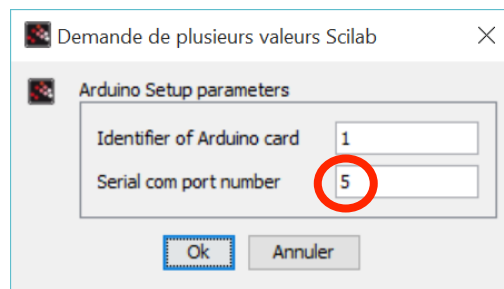 Demande de plusieurs valeurs Scilab
Arduino Setup parameters
Identifier of Arduino card 1
Serial com port number 5
Ok Annuler